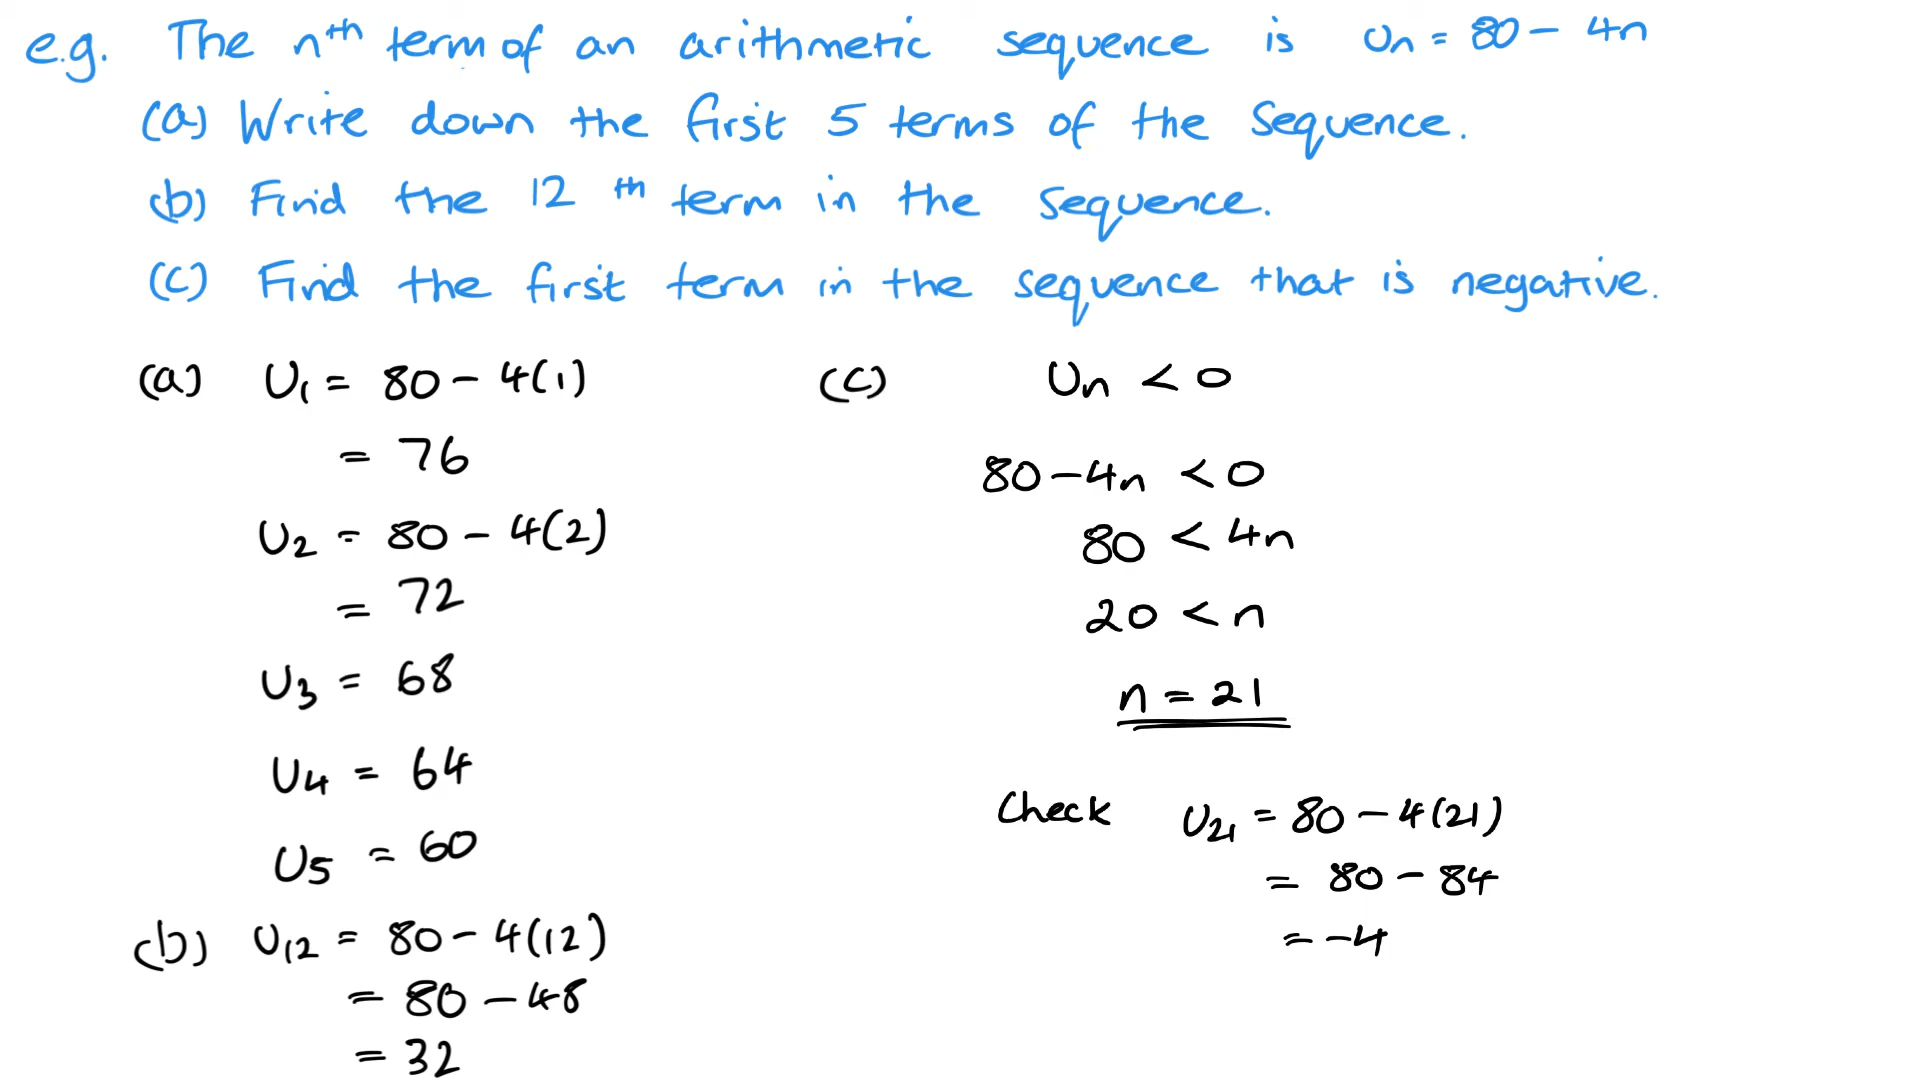 e.g. The nth term of an arithmetic sequence is Un = 80 - 4n
(a) Write down the first 5 terms of the sequence.
(b) Find the 12 th term in the sequence.
(c) Find the first term in the sequence that is negative.
(a) U1 = 80 - 4(1)
= 76
U2 = 80 - 4(2)
= 72
U3 = 68
U4 = 64
U5 = 60
(b) U12 = 80 - 4(12)
= 80 - 48
= 32
(c) Un < 0
80 - 4n < 0
80 < 4n
20 < n
n = 21
Check U21 = 80 - 4(21)
= 80 - 84
= -4